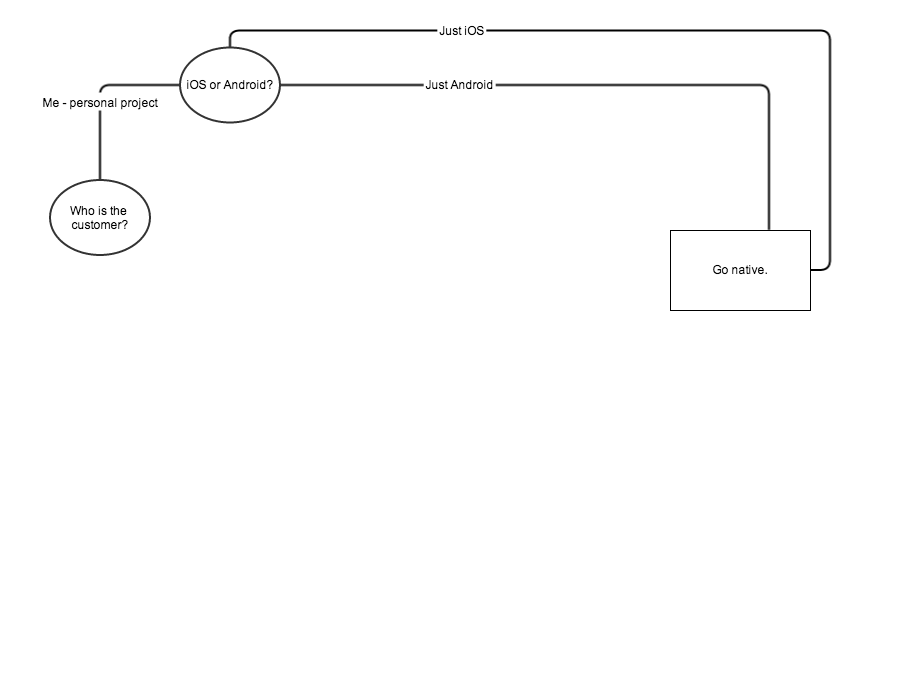 Just iOS
iOS or Android?
Just Android
Me - personal project
Who is the
customer?
Go native.